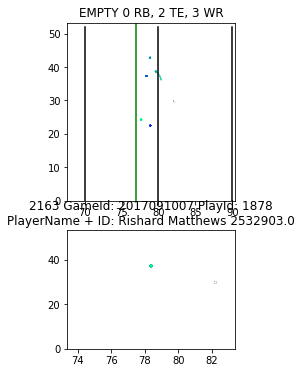 EMPTY 0 RB, 2 TE, 3 WR
50
40
30
20
10
0
70 75 80 85 90
2163 GameId: 2017091007 PlayId: 1878
PlayerName + ID: Rishard Matthews 2532903.0
40
20
0
74 76 78 80 82